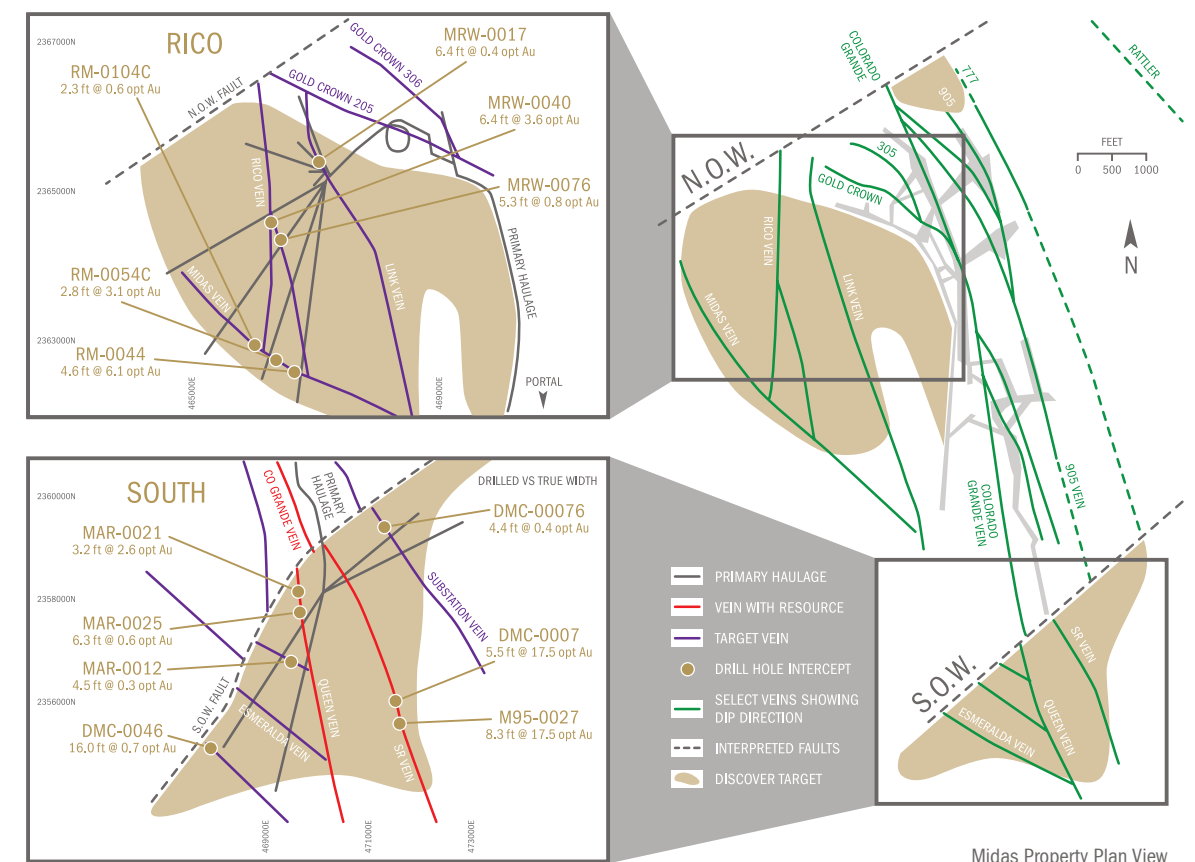 RICO
2367000N
2365000N
2363000N
465000E
469000E
N.O.W. FAULT
GOLD CROWN 306
GOLD CROWN 205
RICO VEIN
MIDAS VEIN
LINK VEIN
PRIMARY HAULAGE
PORTAL
RM-0104C
2.3 ft @ 0.6 opt Au
MRW-0017
6.4 ft @ 0.4 opt Au
MRW-0040
6.4 ft @ 3.6 opt Au
MRW-0076
5.3 ft @ 0.8 opt Au
RM-0054C
2.8 ft @ 3.1 opt Au
RM-0044
4.6 ft @ 6.1 opt Au
SOUTH
DRILLED VS TRUE WIDTH
2360000N
2358000N
2356000N
469000E
471000E
473000E
CO GRANDE VEIN
PRIMARY
HAULAGE
SUBSTATION VEIN
S.O.W. FAULT
ESMERALDA VEIN
QUEEN VEIN
SR VEIN
MAR-0021
3.2 ft @ 2.6 opt Au
MAR-0025
6.3 ft @ 0.6 opt Au
MAR-0012
4.5 ft @ 0.3 opt Au
DMC-0046
16.0 ft @ 0.7 opt Au
DMC-00076
4.4 ft @ 0.4 opt Au
DMC-0007
5.5 ft @ 17.5 opt Au
M95-0027
8.3 ft @ 17.5 opt Au
COLORADO
GRANDE
777
905
RATTLER
FEET
0 500 1000
N
N.O.W.
305
GOLD CROWN
RICO VEIN
MIDAS VEIN
LINK VEIN
COLORADO
GRANDE VEIN
905 VEIN
S.O.W.
SR VEIN
QUEEN VEIN
ESMERALDA VEIN
PRIMARY HAULAGE
VEIN WITH RESOURCE
TARGET VEIN
DRILL HOLE INTERCEPT
SELECT VEINS SHOWING
DIP DIRECTION
INTERPRETED FAULTS
DISCOVER TARGET
Midas Property Plan View